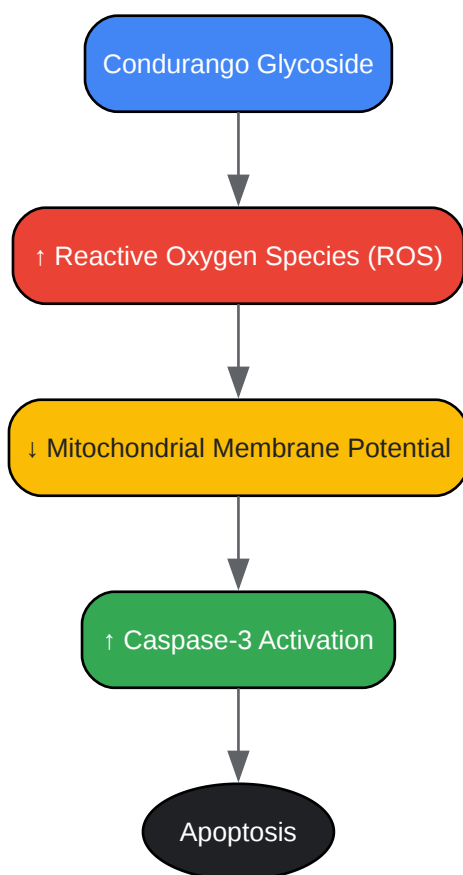 Condurango Glycoside
↑ Reactive Oxygen Species (ROS)
↓ Mitochondrial Membrane Potential
↑ Caspase-3 Activation
Apoptosis